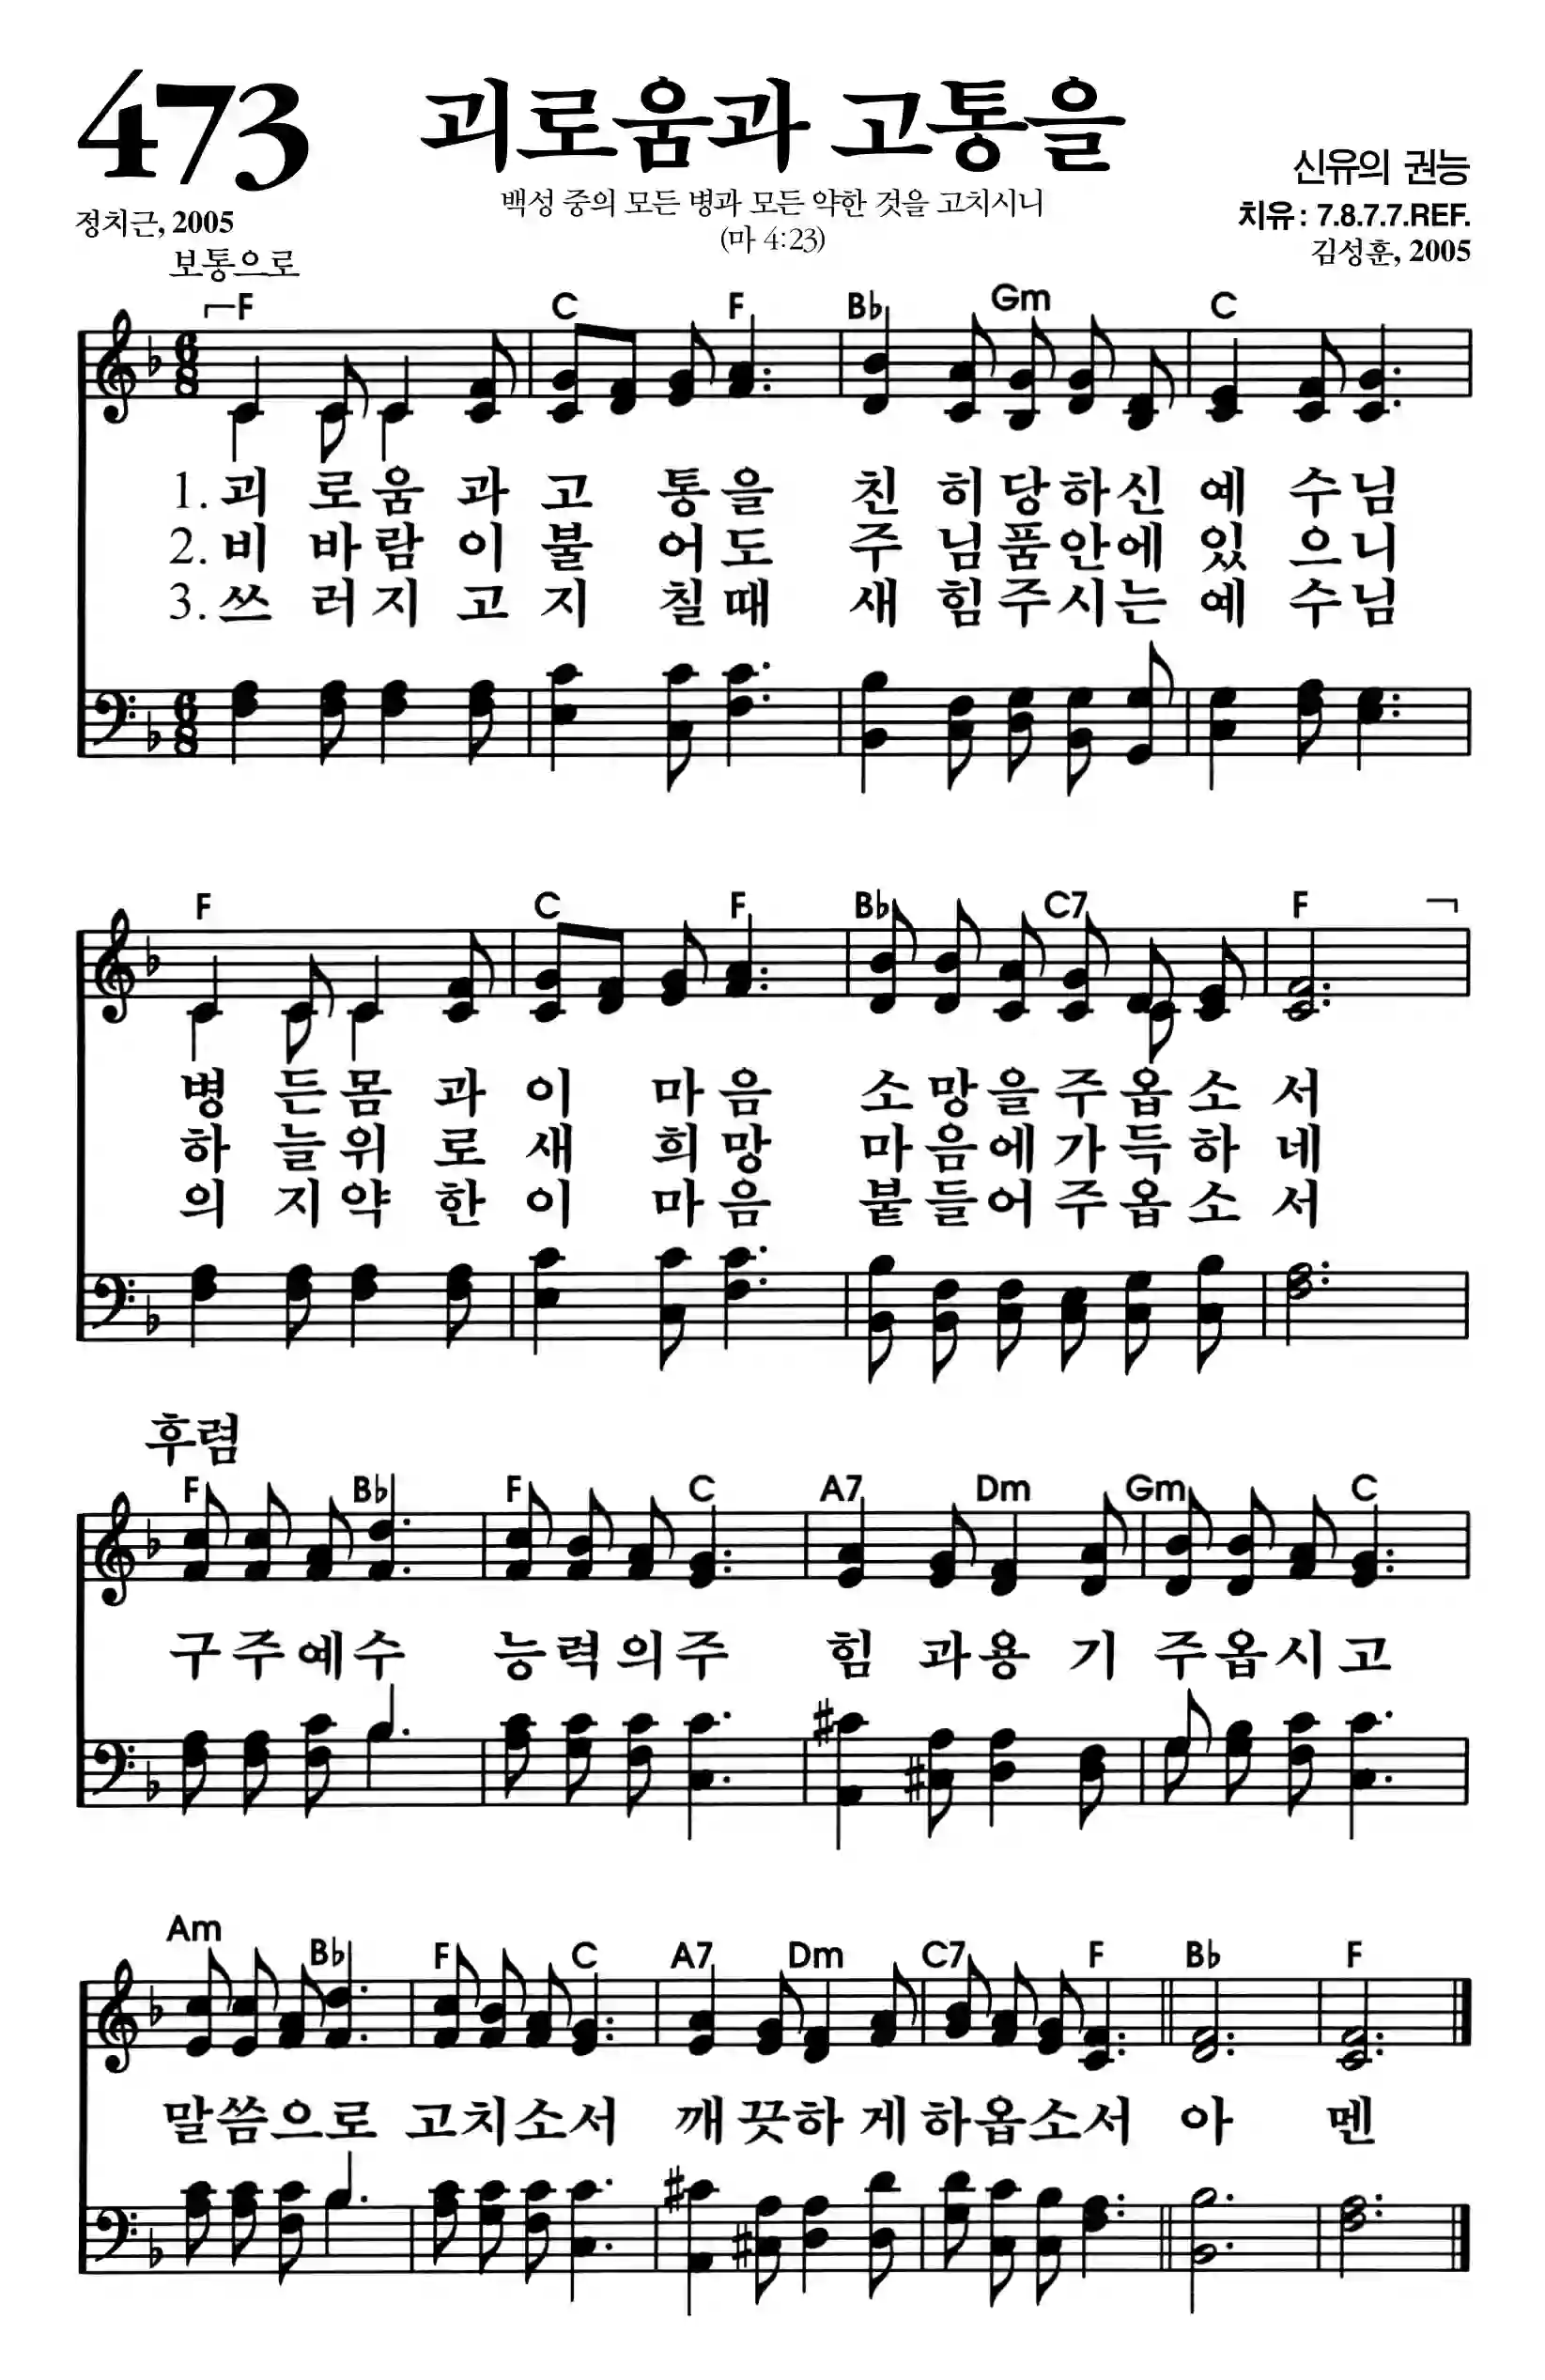 473
괴로움과 고통을
신유의 권능
백성 중의 모든 병과 모든 약한 것을 고치시니
(마 4:23)
치유: 7.8.7.7.REF.
정치근, 2005
김성훈, 2005
보통으로
F C F B♭ Gm C
6 8
1. 괴 로 움 과 고 통 을 친 히 당 하 신 예 수 님
2. 비 바 람 이 불 어 도 주 님 품 안 에 있 으 니
3. 쓰 러 지 고 지 칠 때 새 힘 주 시 는 예 수 님
6 8
F C F B♭ C7 F
병 든 몸 과 이 마 음 소 망 을 주 옵 소 서
하 늘 위 로 새 희 망 마 음 에 가 득 하 네
의 지 약 한 이 마 음 붙 들 어 주 옵 소 서
후렴
F B♭ F C A7 Dm Gm C
구 주 예 수 능 력 의 주 힘 과 용 기 주 옵 시 고
Am B♭ F C A7 Dm C7 F B♭ F
말 씀 으 로 고 치 소 서 깨 끗 하 게 하 옵 소 서 아 멘